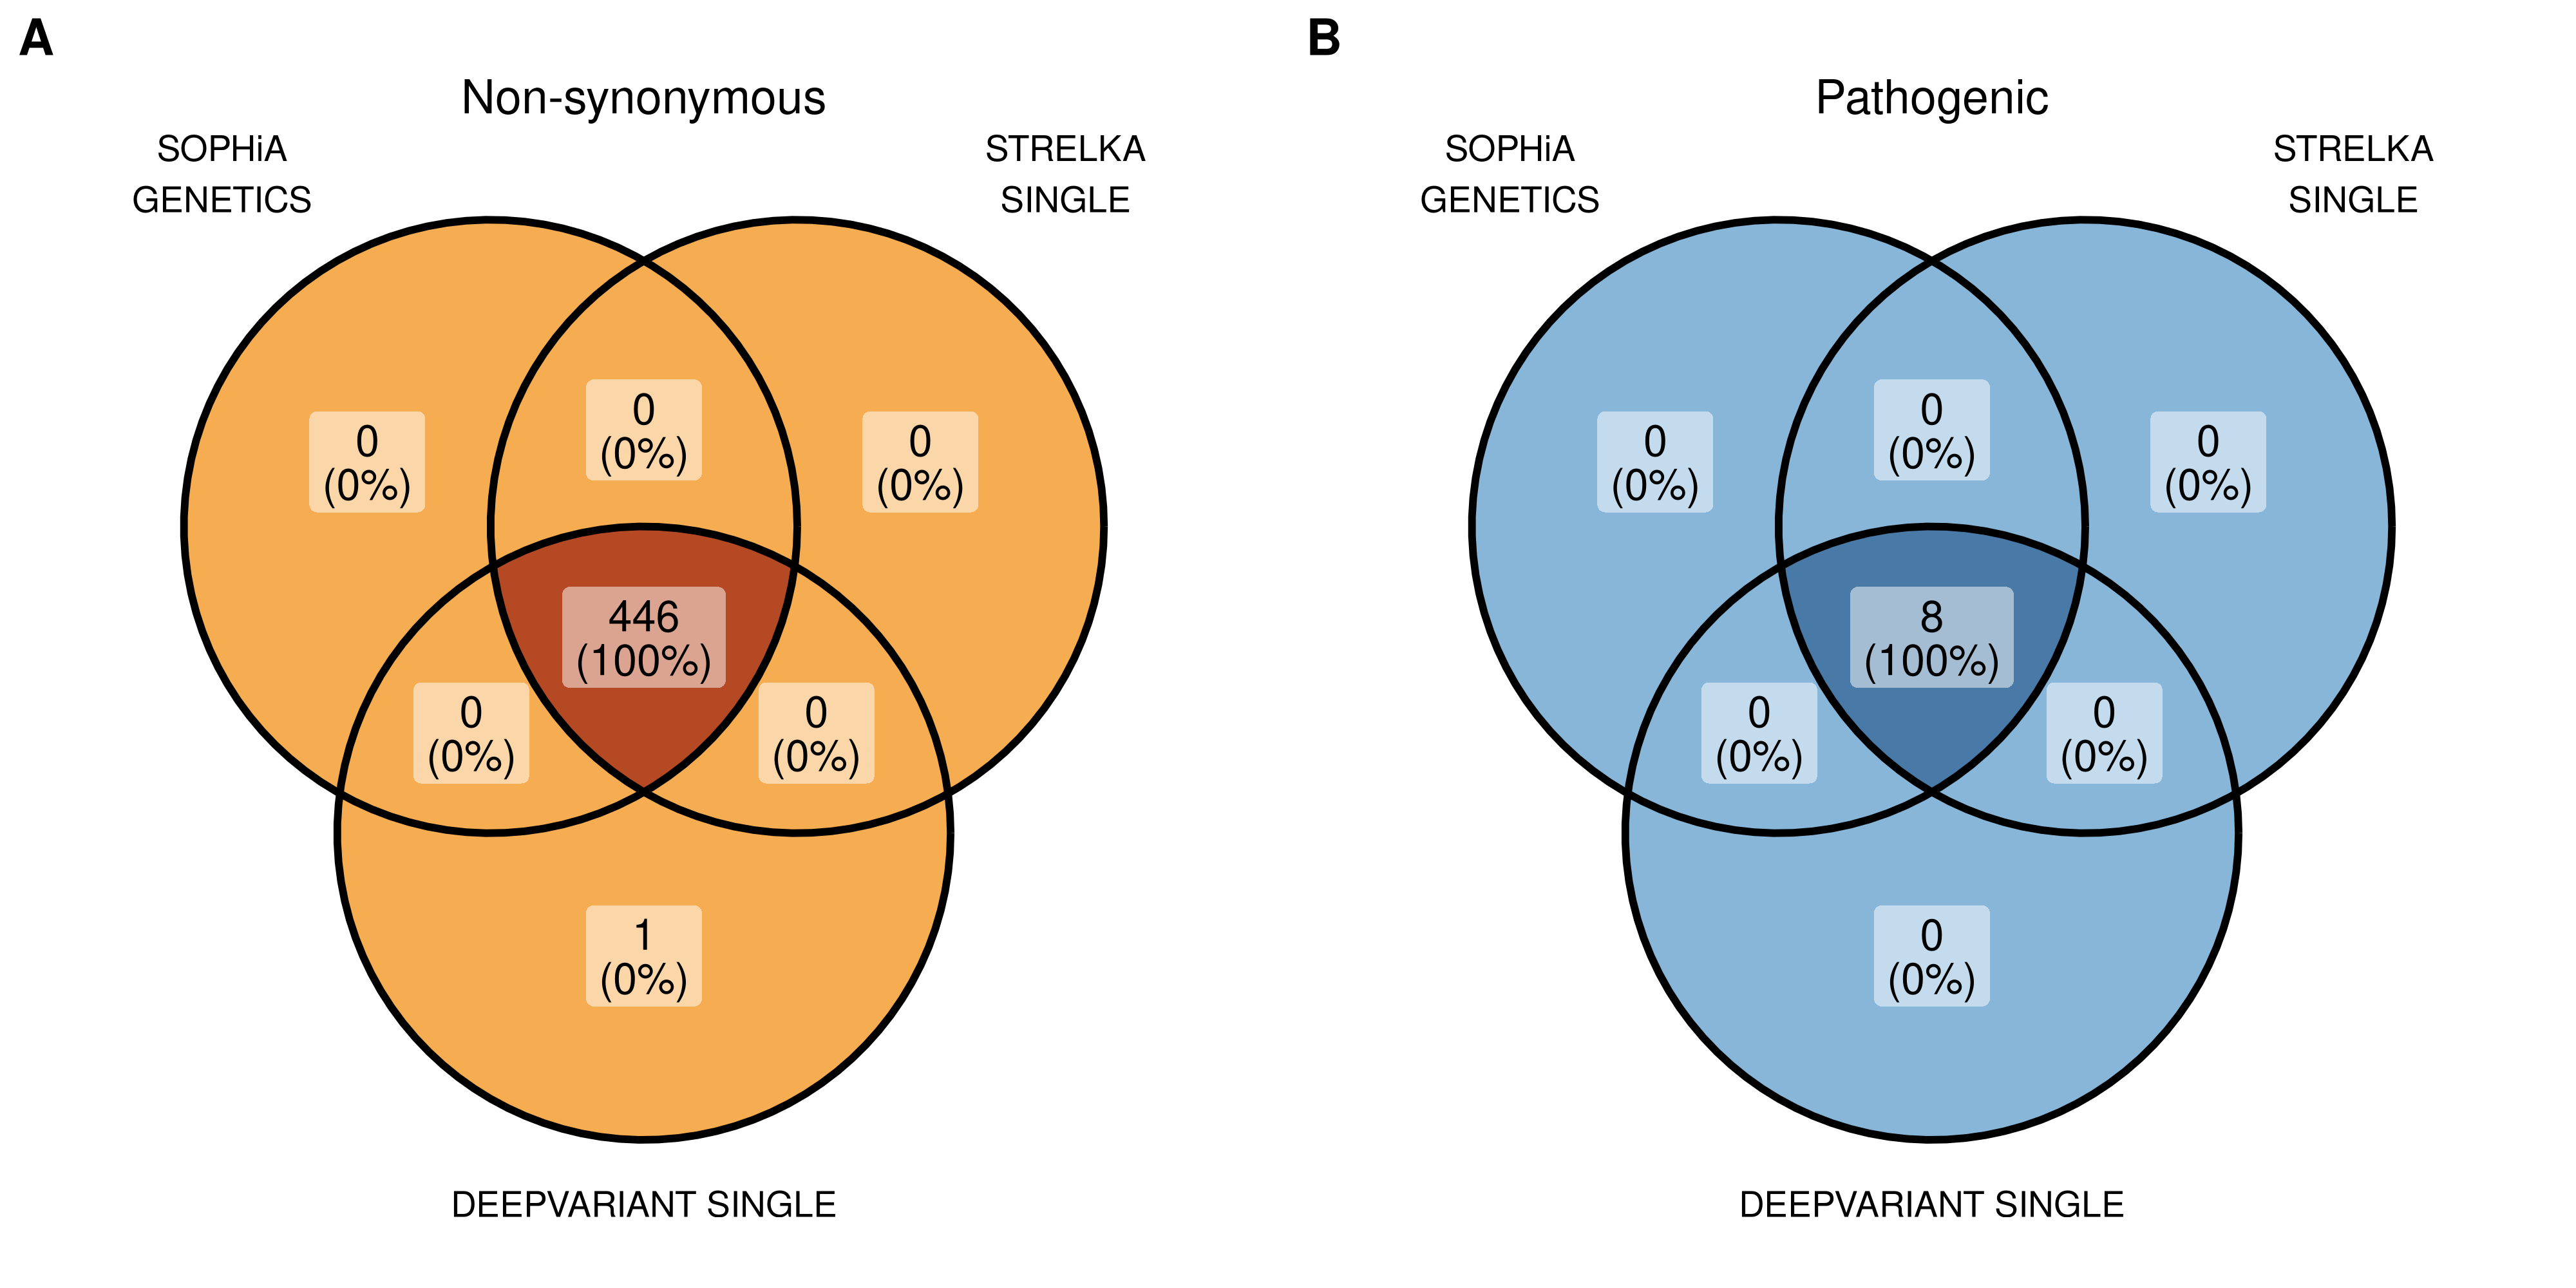 A
Non-synonymous
SOPHiA
GENETICS
STRELKA
SINGLE
0
(0%)
0
(0%)
0
(0%)
446
(100%)
0
(0%)
0
(0%)
1
(0%)
DEEPVARIANT SINGLE
B
Pathogenic
SOPHiA
GENETICS
STRELKA
SINGLE
0
(0%)
0
(0%)
0
(0%)
8
(100%)
0
(0%)
0
(0%)
0
(0%)
DEEPVARIANT SINGLE